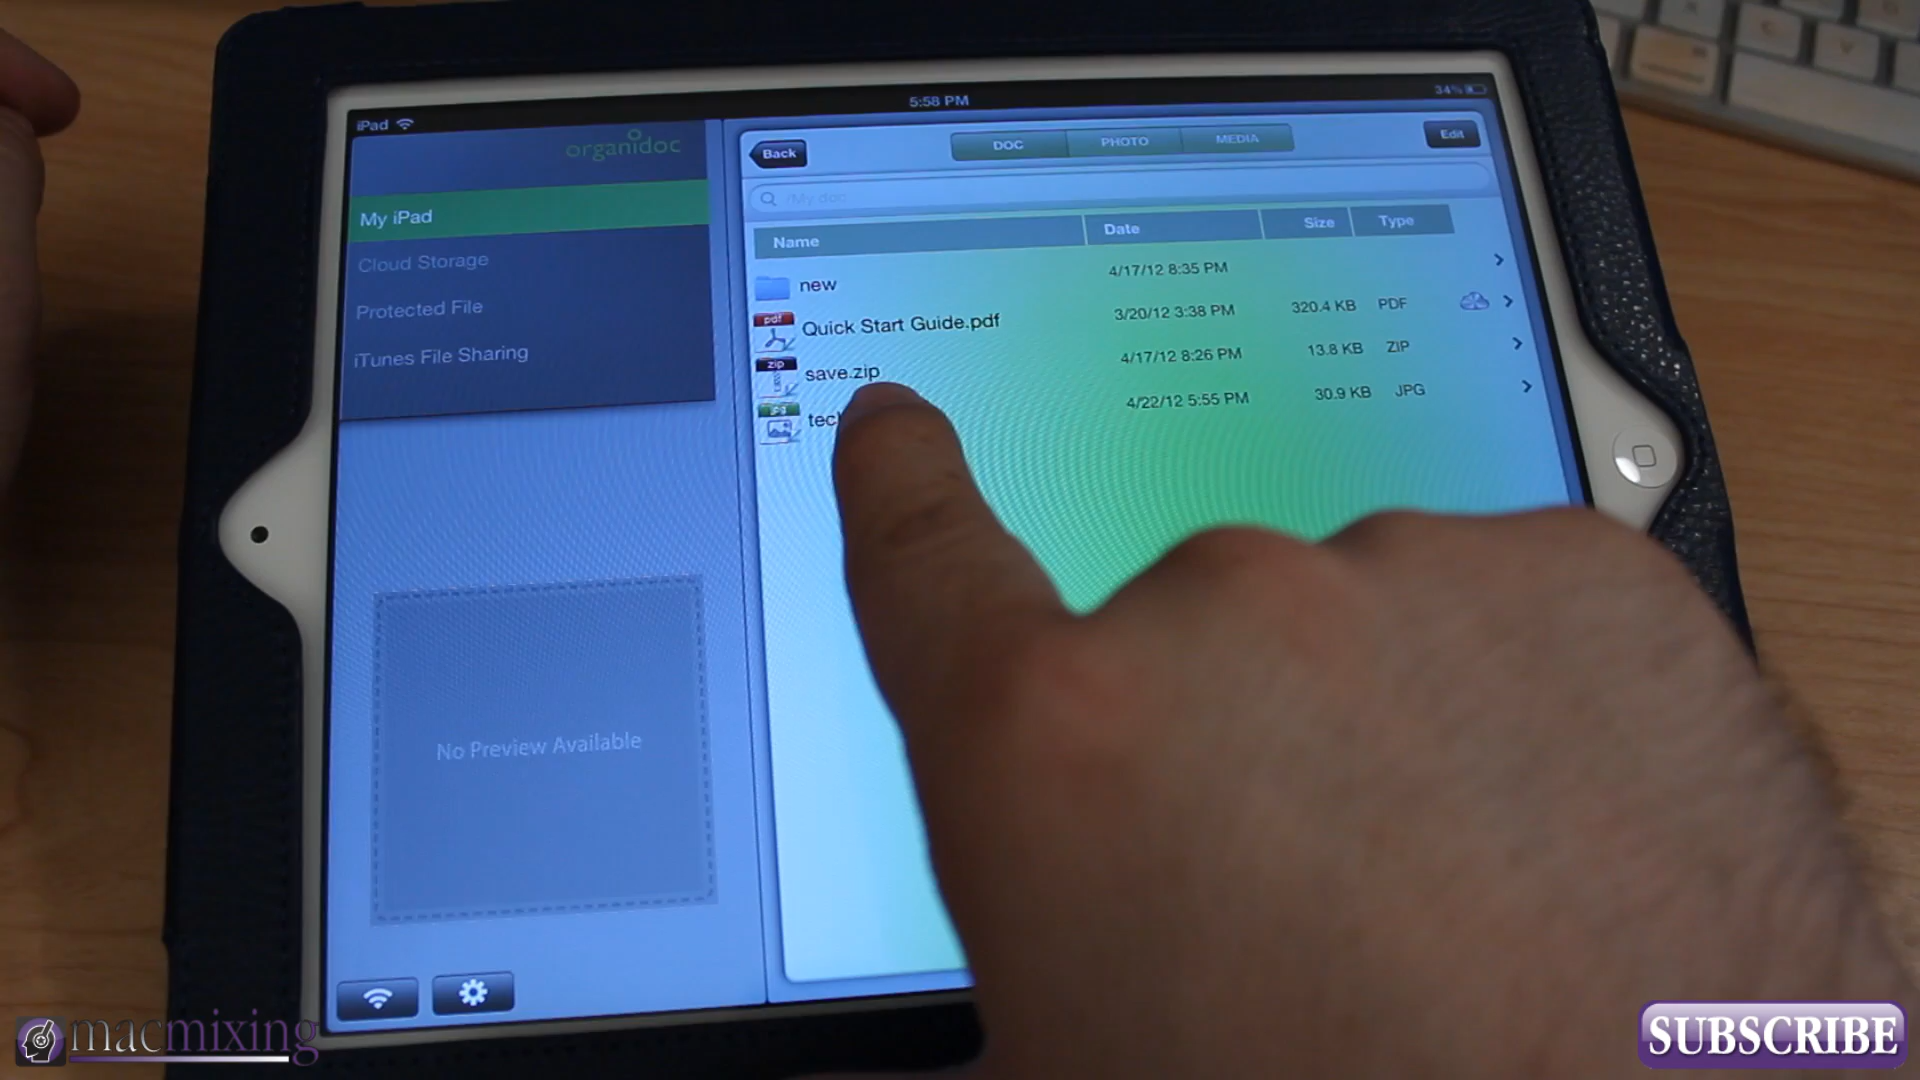 iPad
5:58 PM
34%
organidoc
My iPad
Cloud Storage
Protected File
iTunes File Sharing
No Preview Available
Back
DOC
PHOTO
MEDIA
Edit
/My doc
Name Date Size Type
new 4/17/12 8:35 PM
pdf
Quick Start Guide.pdf 3/20/12 3:38 PM 320.4 KB PDF
zip
save.zip 4/17/12 8:26 PM 13.8 KB ZIP
jpg
4/22/12 5:55 PM 30.9 KB JPG
macmixing
SUBSCRIBE